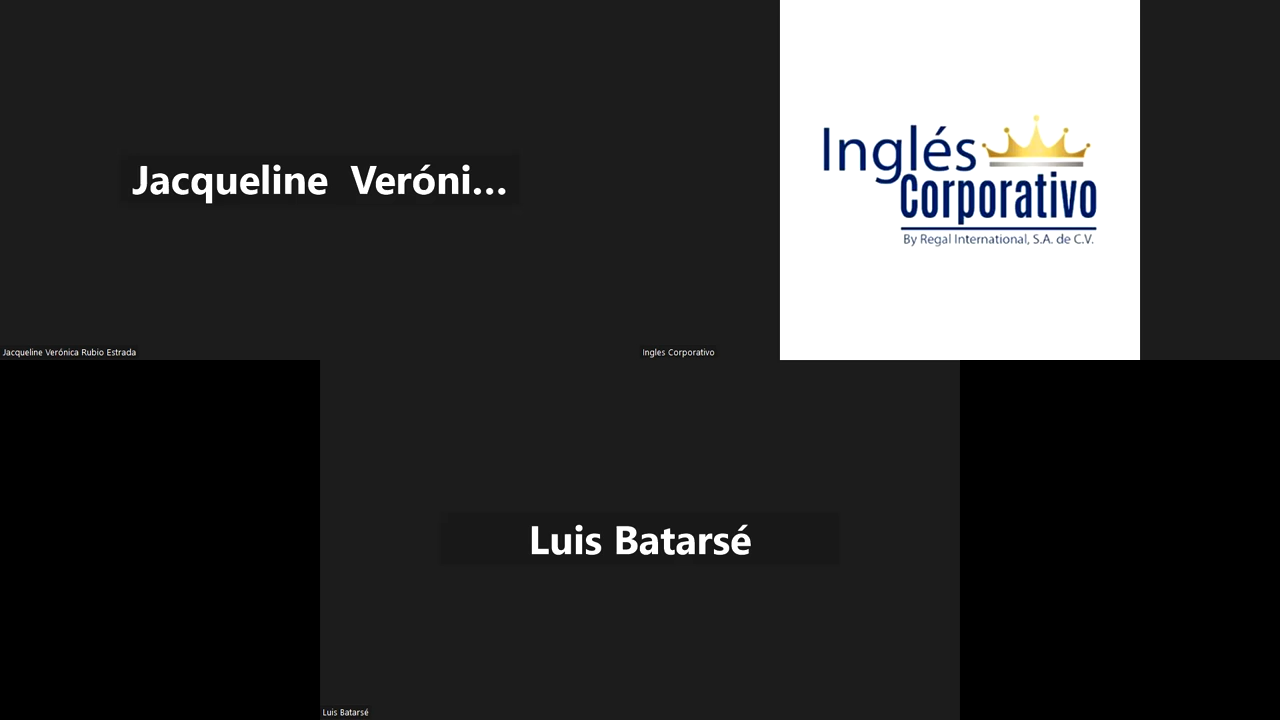 Jacqueline  Veróni...
Jacqueline Verónica Rubio Estrada
Inglés
Corporativo
By Regal International, S.A. de C.V.
Ingles Corporativo
Luis Batarsé
Luis Batarsé